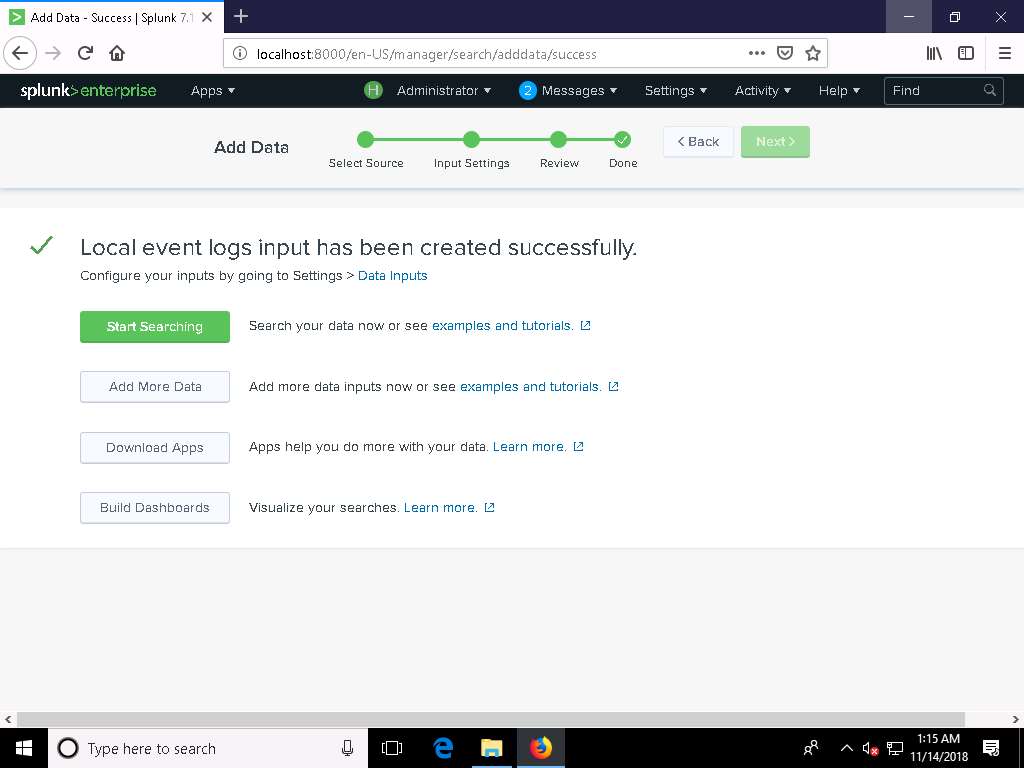 Add Data - Success | Splunk 7.1
localhost:8000/en-US/manager/search/adddata/success
splunk>enterprise Apps H Administrator 2 Messages Settings Activity Help Find
Add Data
Select Source Input Settings Review Done
< Back Next >
Local event logs input has been created successfully.
Configure your inputs by going to Settings > Data Inputs
Start Searching Search your data now or see examples and tutorials.
Add More Data Add more data inputs now or see examples and tutorials.
Download Apps Apps help you do more with your data. Learn more.
Build Dashboards Visualize your searches. Learn more.
Type here to search
1:15 AM
11/14/2018